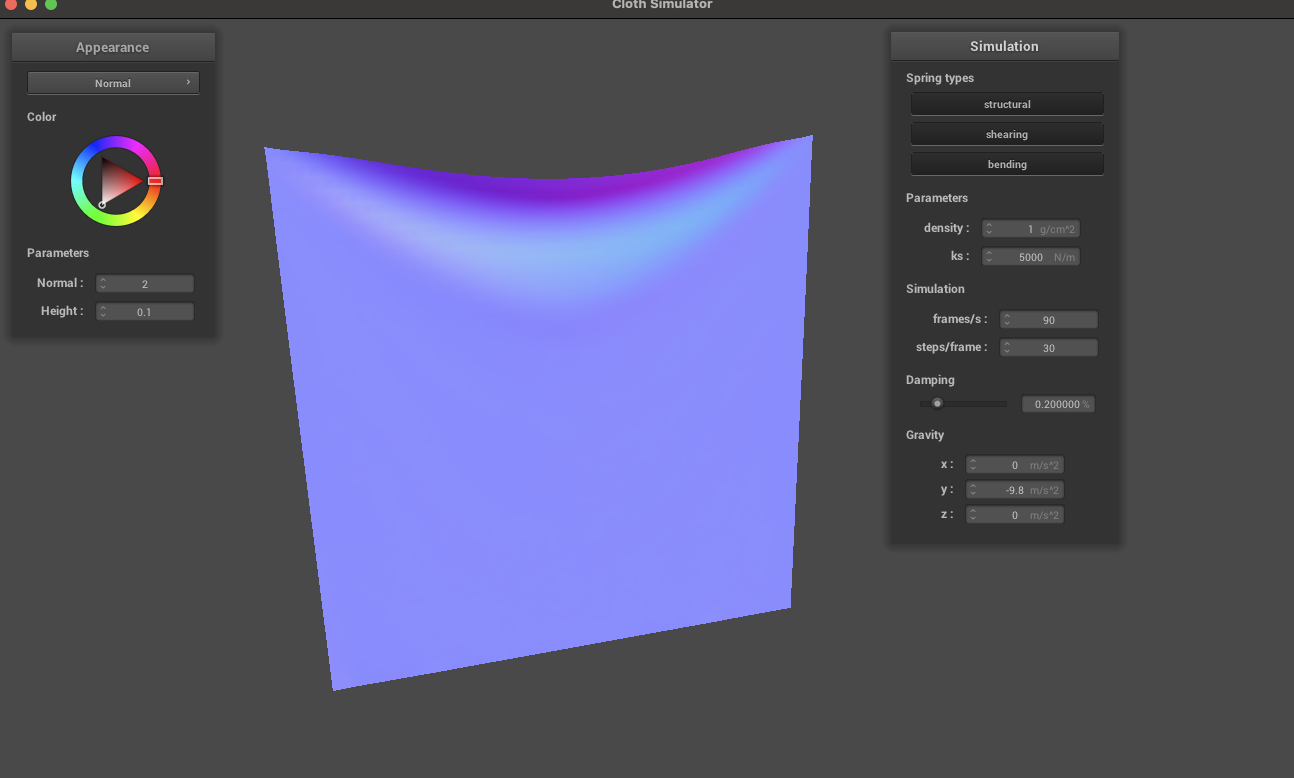 Cloth Simulator
Appearance
Normal
Color
Parameters
Normal : 2
Height : 0.1
Simulation
Spring types
structural
shearing
bending
Parameters
density : 1 g/cm^2
ks : 5000 N/m
Simulation
frames/s : 90
steps/frame : 30
Damping
0.200000 %
Gravity
x : 0 m/s^2
y : -9.8 m/s^2
z : 0 m/s^2